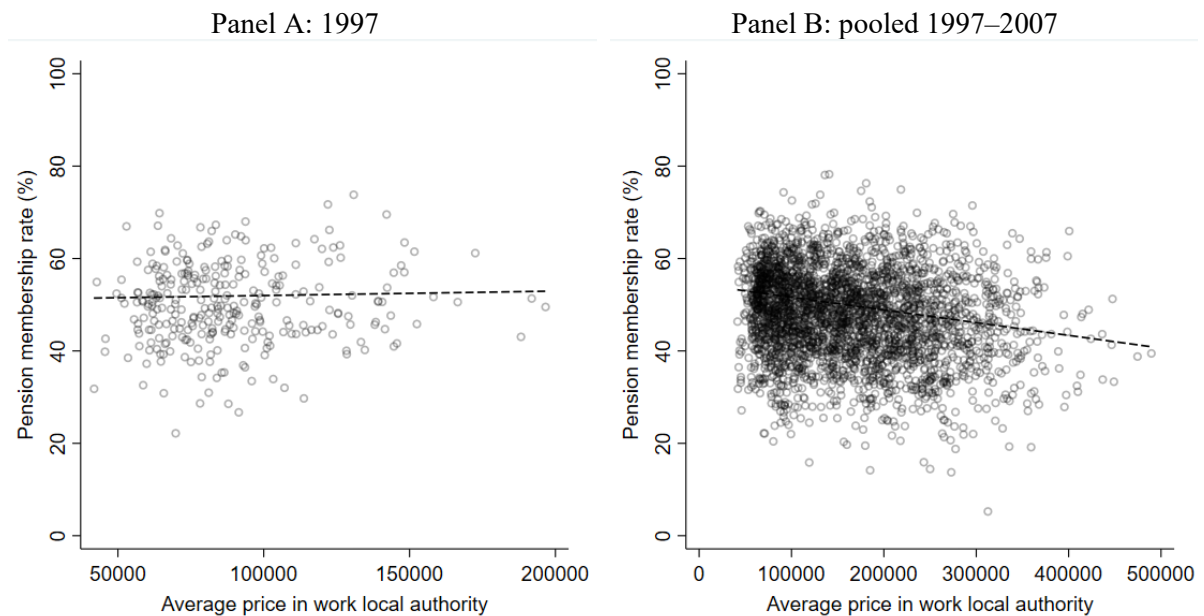 Panel A: 1997
Pension membership rate (%)
100
80
60
40
20
0
50000 100000 150000 200000
Average price in work local authority
Panel B: pooled 1997–2007
Pension membership rate (%)
100
80
60
40
20
0
0 100000 200000 300000 400000 500000
Average price in work local authority